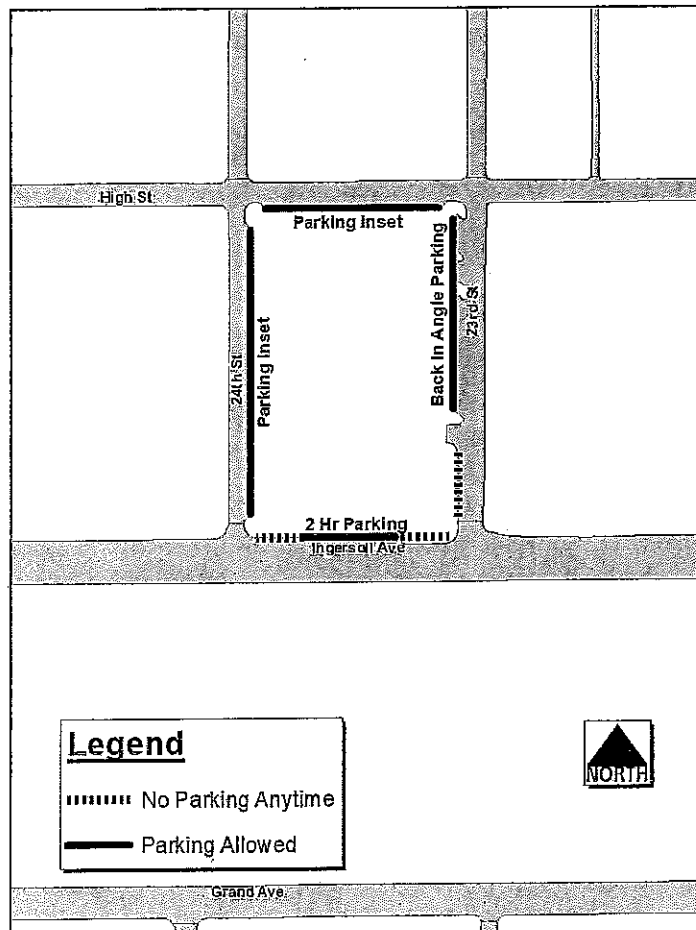 High St.
Parking Inset
Back In Angle Parking
23rd St
24th St.
Parking Inset
2 Hr Parking
Ingersoll Ave
Legend
No Parking Anytime
Parking Allowed
NORTH
Grand Ave.